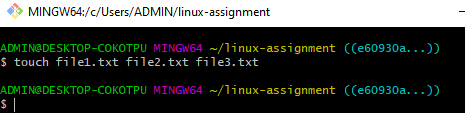 MINGW64:/c/Users/ADMIN/linux-assignment
ADMIN@DESKTOP-COKOTPU MINGW64 ~/linux-assignment ((e60930a...))
$ touch file1.txt file2.txt file3.txt
ADMIN@DESKTOP-COKOTPU MINGW64 ~/linux-assignment ((e60930a...))
$